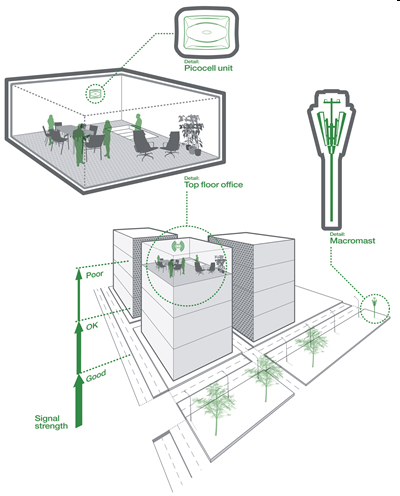 Detail:
Picocell unit
Detail:
Top floor office
Detail:
Macromast
Poor
OK
Good
Signal
strength